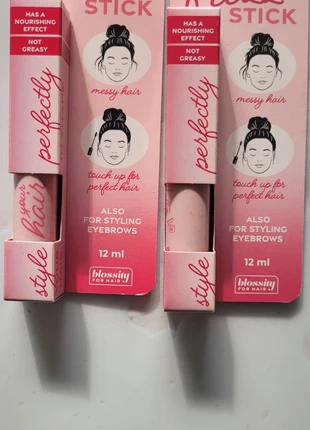 STICK
HAS A
NOURISHING
EFFECT
NOT
GREASY
perfectly
your
hair
style
messy hair
touch up for
perfect hair
ALSO
FOR STYLING
EYEBROWS
12 ml
blossity
FOR HAIR
STICK
HAS A
NOURISHING EFFECT
NOT
GREASY
perfectly
style
messy hair
touch up for
perfect hair
ALSO
FOR STYLING
EYEBROWS
12 ml
blossity
FOR HAIR